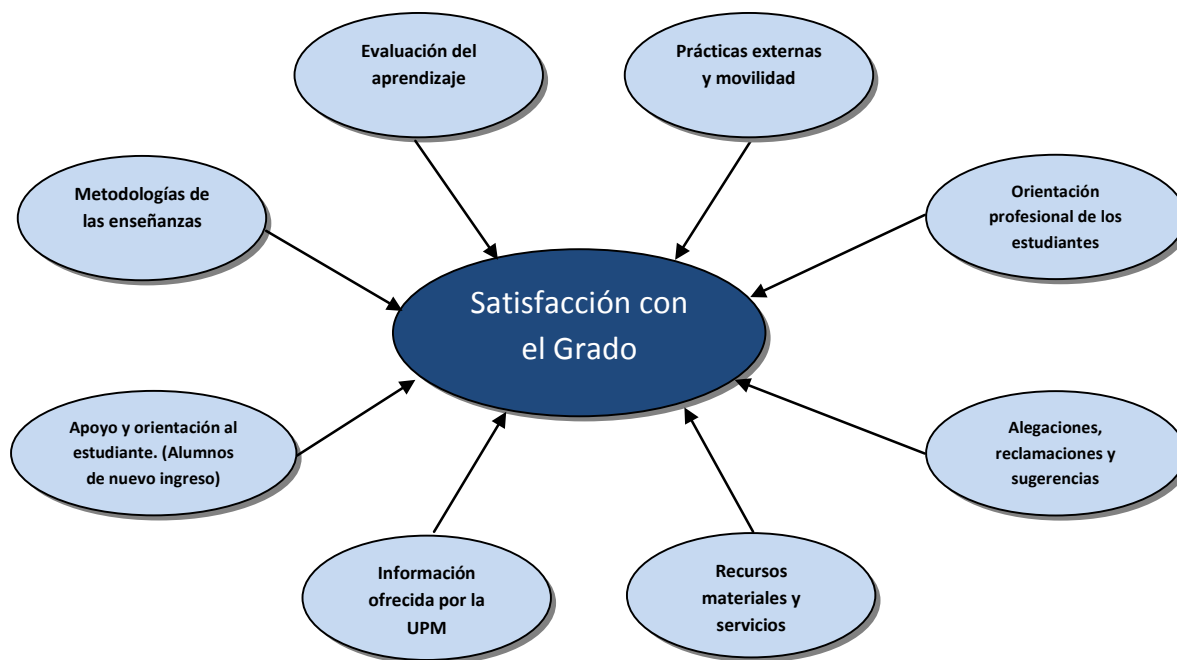 Evaluación del
aprendizaje
Prácticas externas
y movilidad
Metodologías de
las enseñanzas
Orientación
profesional de los
estudiantes
Satisfacción con
el Grado
Apoyo y orientación al
estudiante. (Alumnos
de nuevo ingreso)
Alegaciones,
reclamaciones y
sugerencias
Información
ofrecida por la
UPM
Recursos
materiales y
servicios